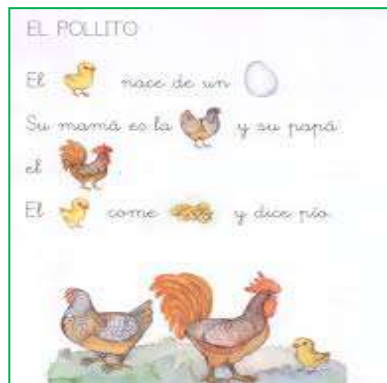 EL POLLITO
El nace de un
Su mamá es la y su papá
el
El come y dice pío